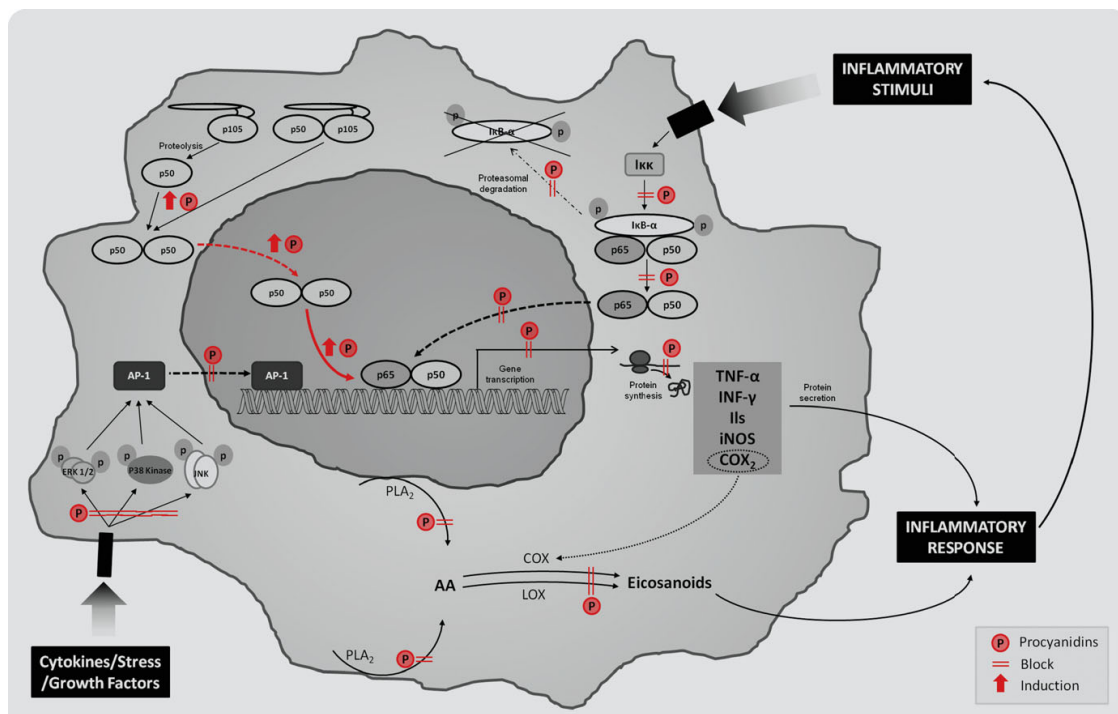 INFLAMMATORY
STIMULI
p105
p50
p105
Proteolysis
p50
P
p50
p50
P
p50
p50
P
p
IκB-α
p
Proteasomal
degradation
P
Iκκ
P
p
IκB-α
p
p65
p50
P
p65
p50
P
P
AP-1
P
AP-1
p65
p50
Gene
transcription
Protein
synthesis
P
TNF-α
INF-γ
Ils
iNOS
COX₂
Protein
secretion
p
ERK 1/2
p
p
P38 Kinase
p
JNK
p
P
PLA₂
P
AA
COX
LOX
P
Eicosanoids
PLA₂
P
INFLAMMATORY
RESPONSE
Cytokines/Stress
/Growth Factors
P Procyanidins
Block
Induction